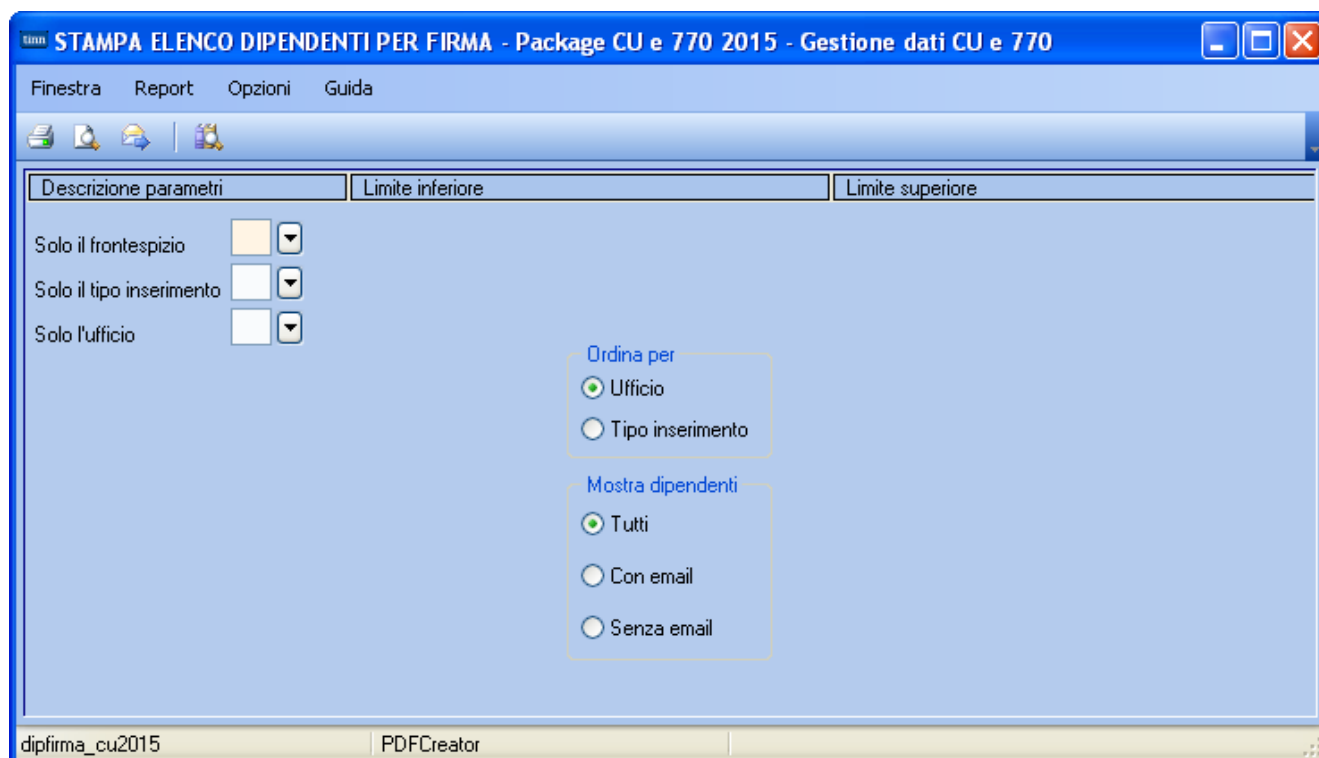 tinn STAMPA ELENCO DIPENDENTI PER FIRMA - Package CU e 770 2015 - Gestione dati CU e 770
Finestra Report Opzioni Guida
Descrizione parametri Limite inferiore Limite superiore
Solo il frontespizio
Solo il tipo inserimento
Solo l'ufficio
Ordina per
Ufficio
Tipo inserimento
Mostra dipendenti
Tutti
Con email
Senza email
dipfirma_cu2015 PDFCreator